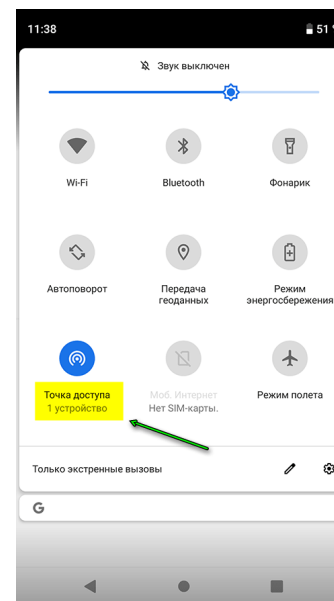 11:38
51
Звук выключен
Wi-Fi
Bluetooth
Фонарик
Автоповорот
Передача
геоданных
Режим
энергосбережения
Точка доступа
1 устройство
Моб. Интернет
Нет SIM-карты.
Режим полета
Только экстренные вызовы
G